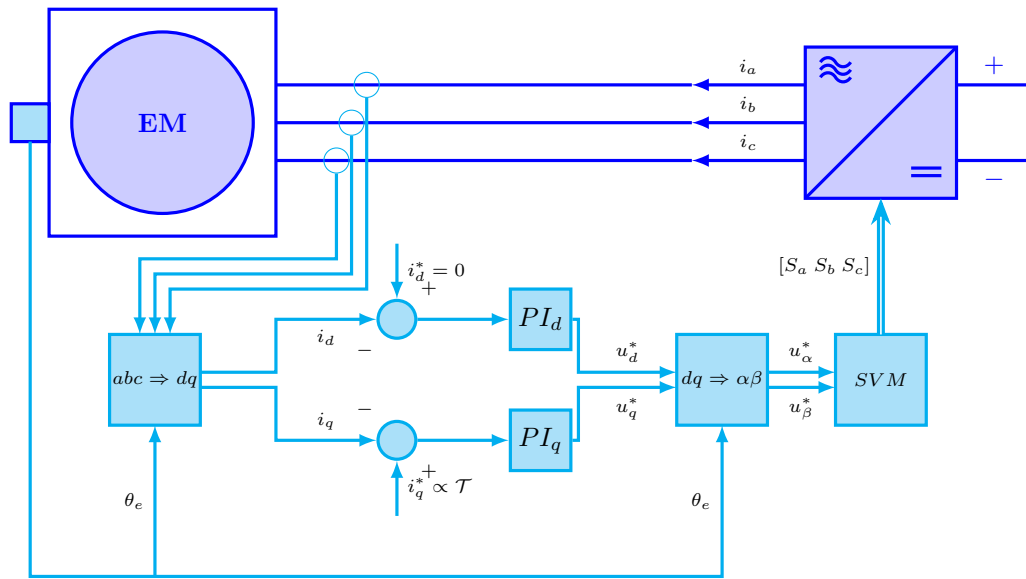 EM
i_a
i_b
i_c
+
−
[S_a S_b S_c]
i_d^* = 0
+
−
i_d
PI_d
abc ⇒ dq
i_q
−
+
i_q^* ∝ 𝒯
PI_q
u_d^*
u_q^*
dq ⇒ αβ
u_α^*
u_β^*
SVM
θ_e
θ_e